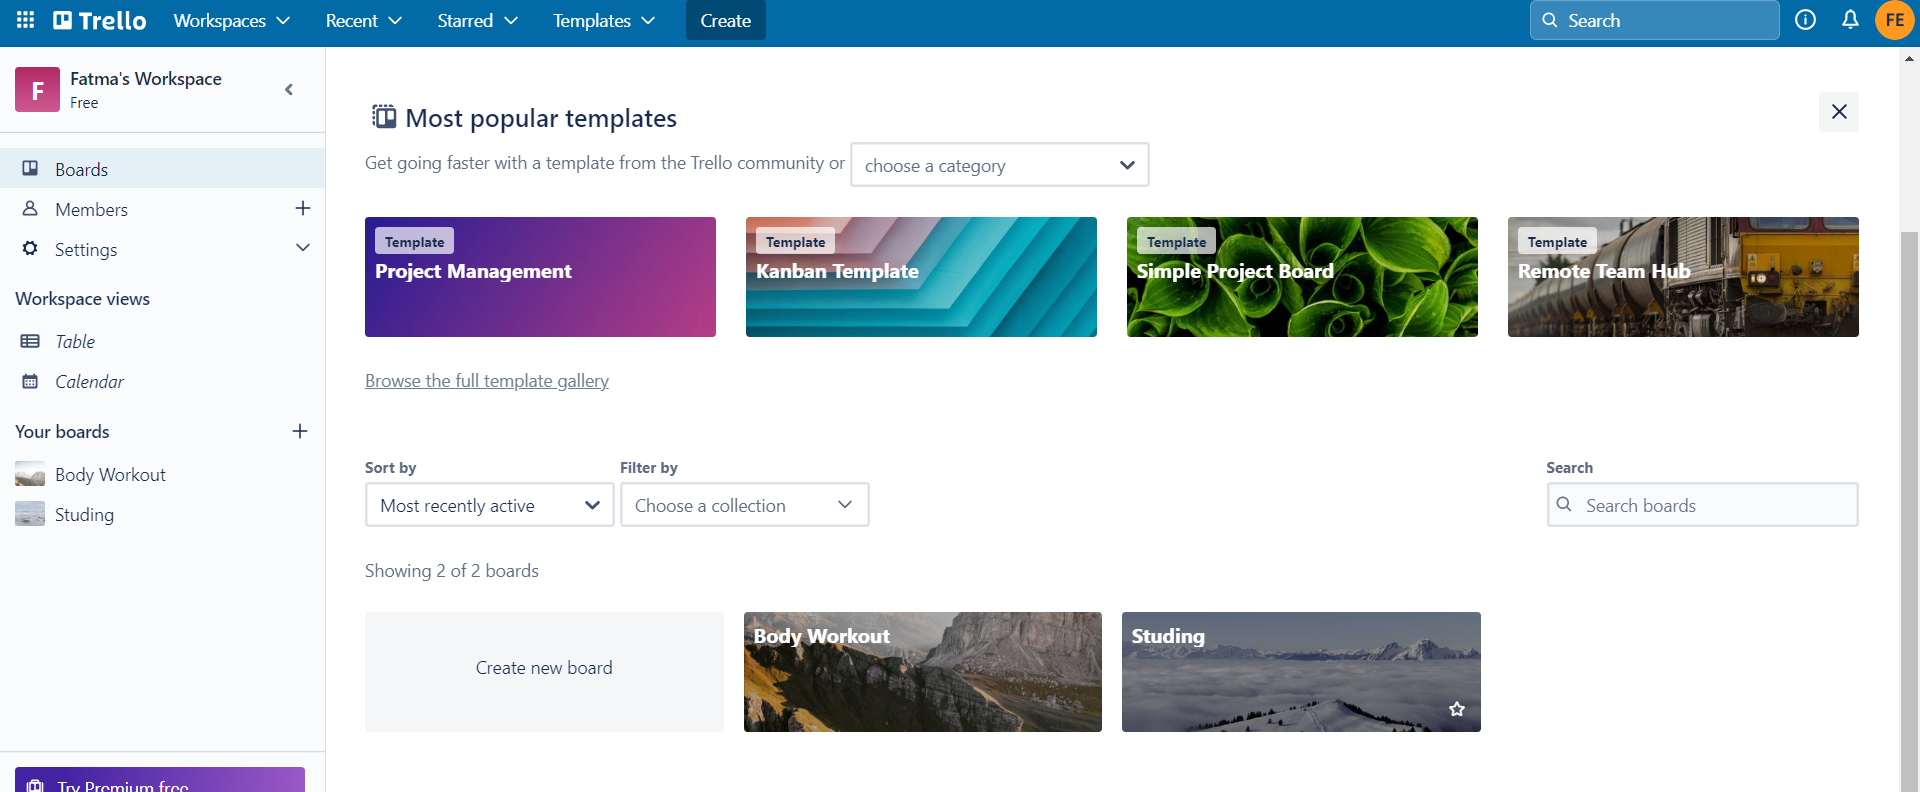 Trello
Workspaces
Recent
Starred
Templates
Create
Search
FE
F
Fatma's Workspace
Free
Boards
Members
Settings
Workspace views
Table
Calendar
Your boards
Body Workout
Studing
Try Premium free
Most popular templates
Get going faster with a template from the Trello community or
choose a category
Template
Project Management
Template
Kanban Template
Template
Simple Project Board
Template
Remote Team Hub
Browse the full template gallery
Sort by
Most recently active
Filter by
Choose a collection
Search
Search boards
Showing 2 of 2 boards
Create new board
Body Workout
Studing